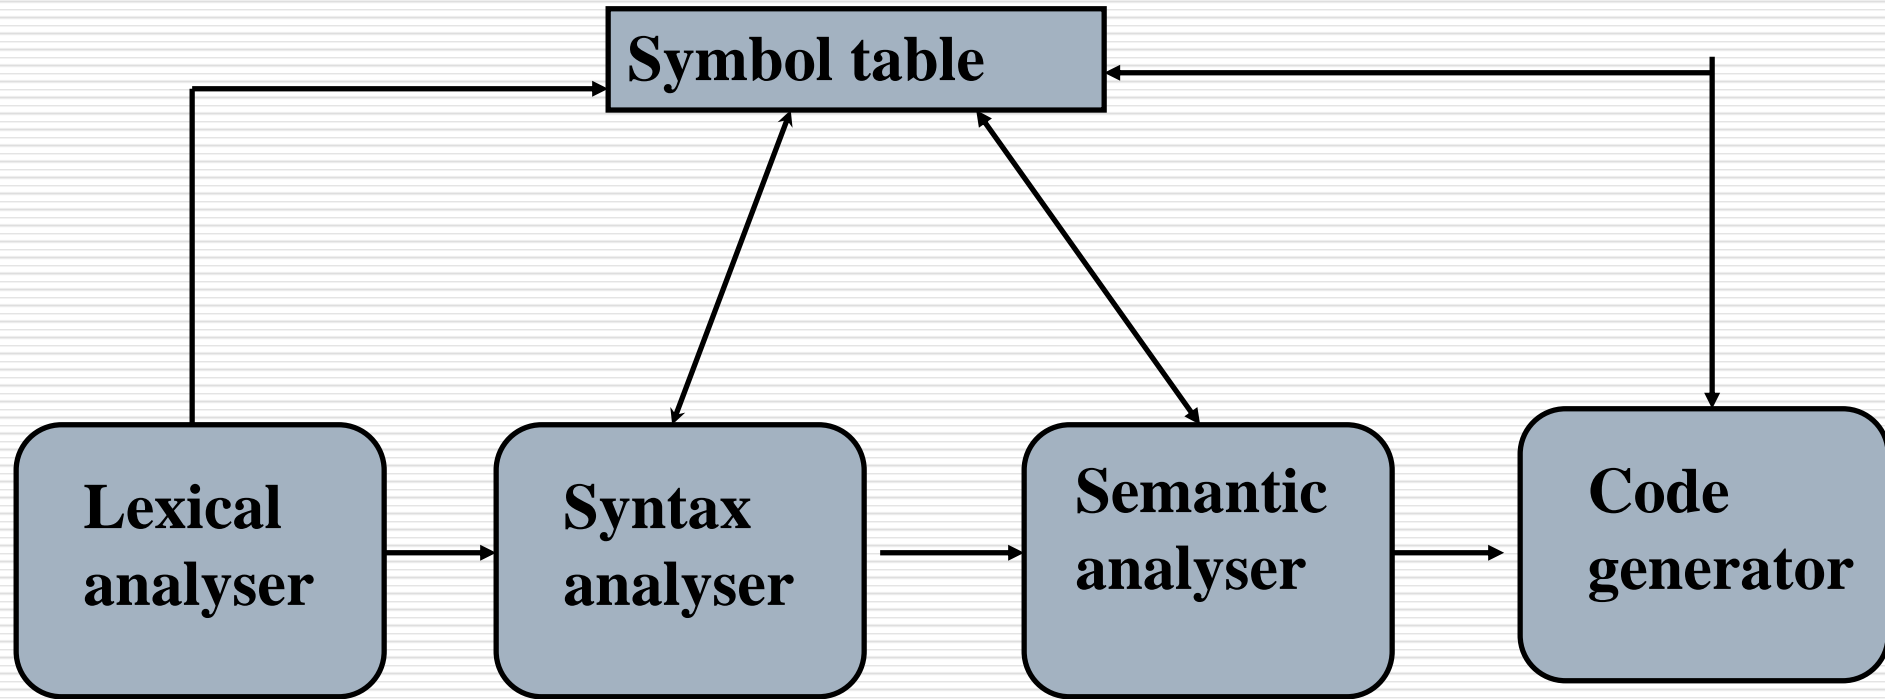 Symbol table
Lexical
analyser
Syntax
analyser
Semantic
analyser
Code
generator